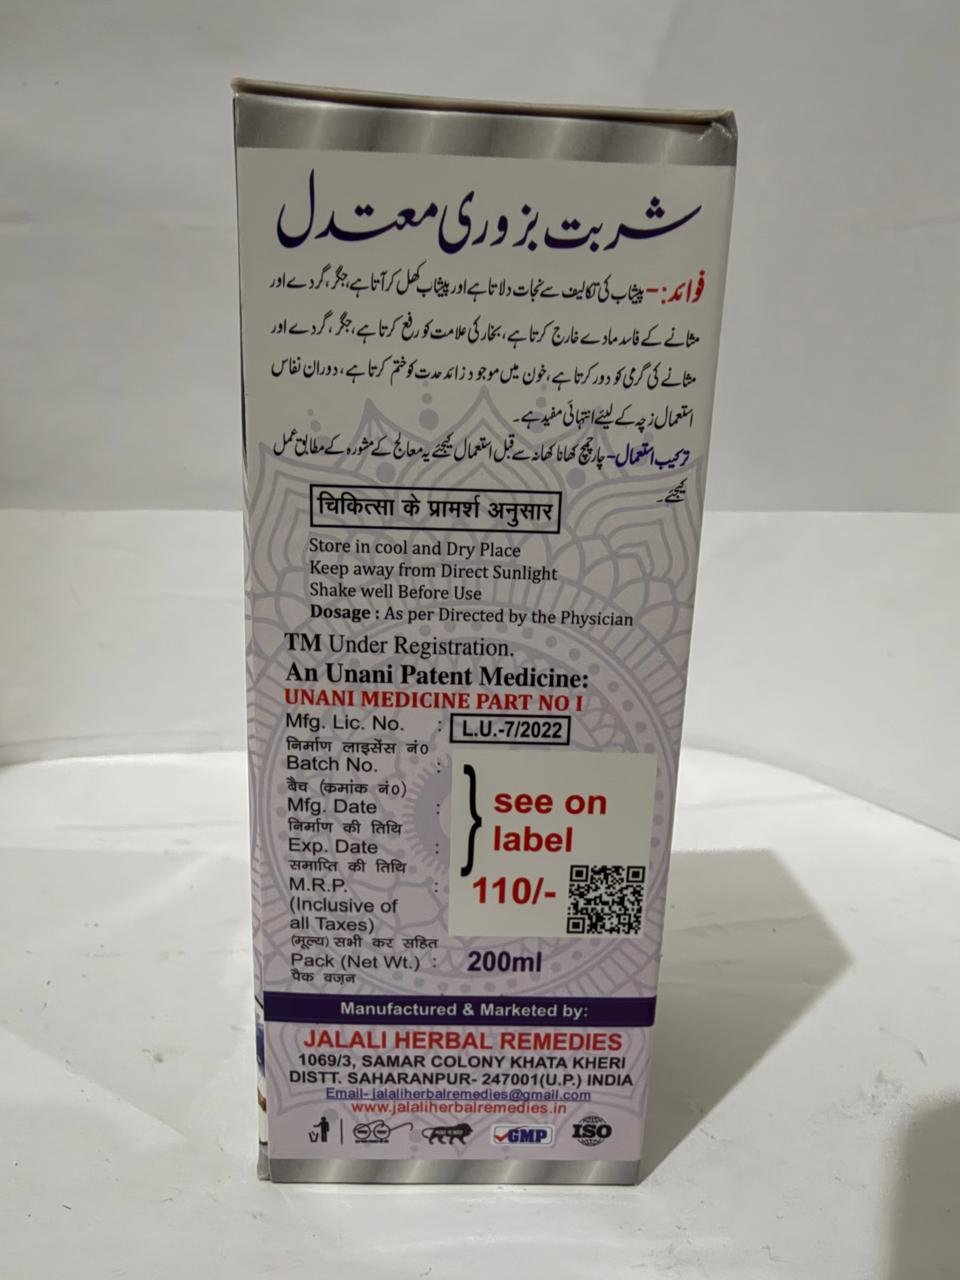 شربت بزوری معتدل
فوائد:- پیشاب کی تکالیف سے نجات دلاتا ہے اور پیشاب کھل کر آتا ہے، جگر، گردے اور
مثانے کے فاسد مادے خارج کرتا ہے، بخار کی علامت کو رفع کرتا ہے، جگر، گردے اور
مثانے کی گرمی کو دور کرتا ہے، خون میں موجود زائد حدت کو ختم کرتا ہے، دوران نفاس
استعمال زچہ کے لیئے انتہائی مفید ہے۔
ترکیب استعمال- چار چمچ کھانا کھانے سے قبل استعمال کیجئے یہ معالج کے مشورہ کے مطابق عمل
کیجئے۔
चिकित्सा के प्रामर्श अनुसार
Store in cool and Dry Place
Keep away from Direct Sunlight
Shake well Before Use
Dosage : As per Directed by the Physician
TM Under Registration.
An Unani Patent Medicine:
UNANI MEDICINE PART NO I
Mfg. Lic. No. : L.U.-7/2022
निर्माण लाइसेंस नं०
Batch No. :
बैच (कमांक नं०)
Mfg. Date :
निर्माण की तिथि
Exp. Date :
समाप्ति की तिथि
} see on
label
M.R.P. : 110/-
(Inclusive of
all Taxes)
(मूल्य) सभी कर सहित
Pack (Net Wt.) : 200ml
पैक वज़न
Manufactured & Marketed by:
JALALI HERBAL REMEDIES
1069/3, SAMAR COLONY KHATA KHERI
DISTT. SAHARANPUR- 247001(U.P.) INDIA
Email- jalaliherbalremedies@gmail.com
www.jalaliherbalremedies.in
GMP
ISO